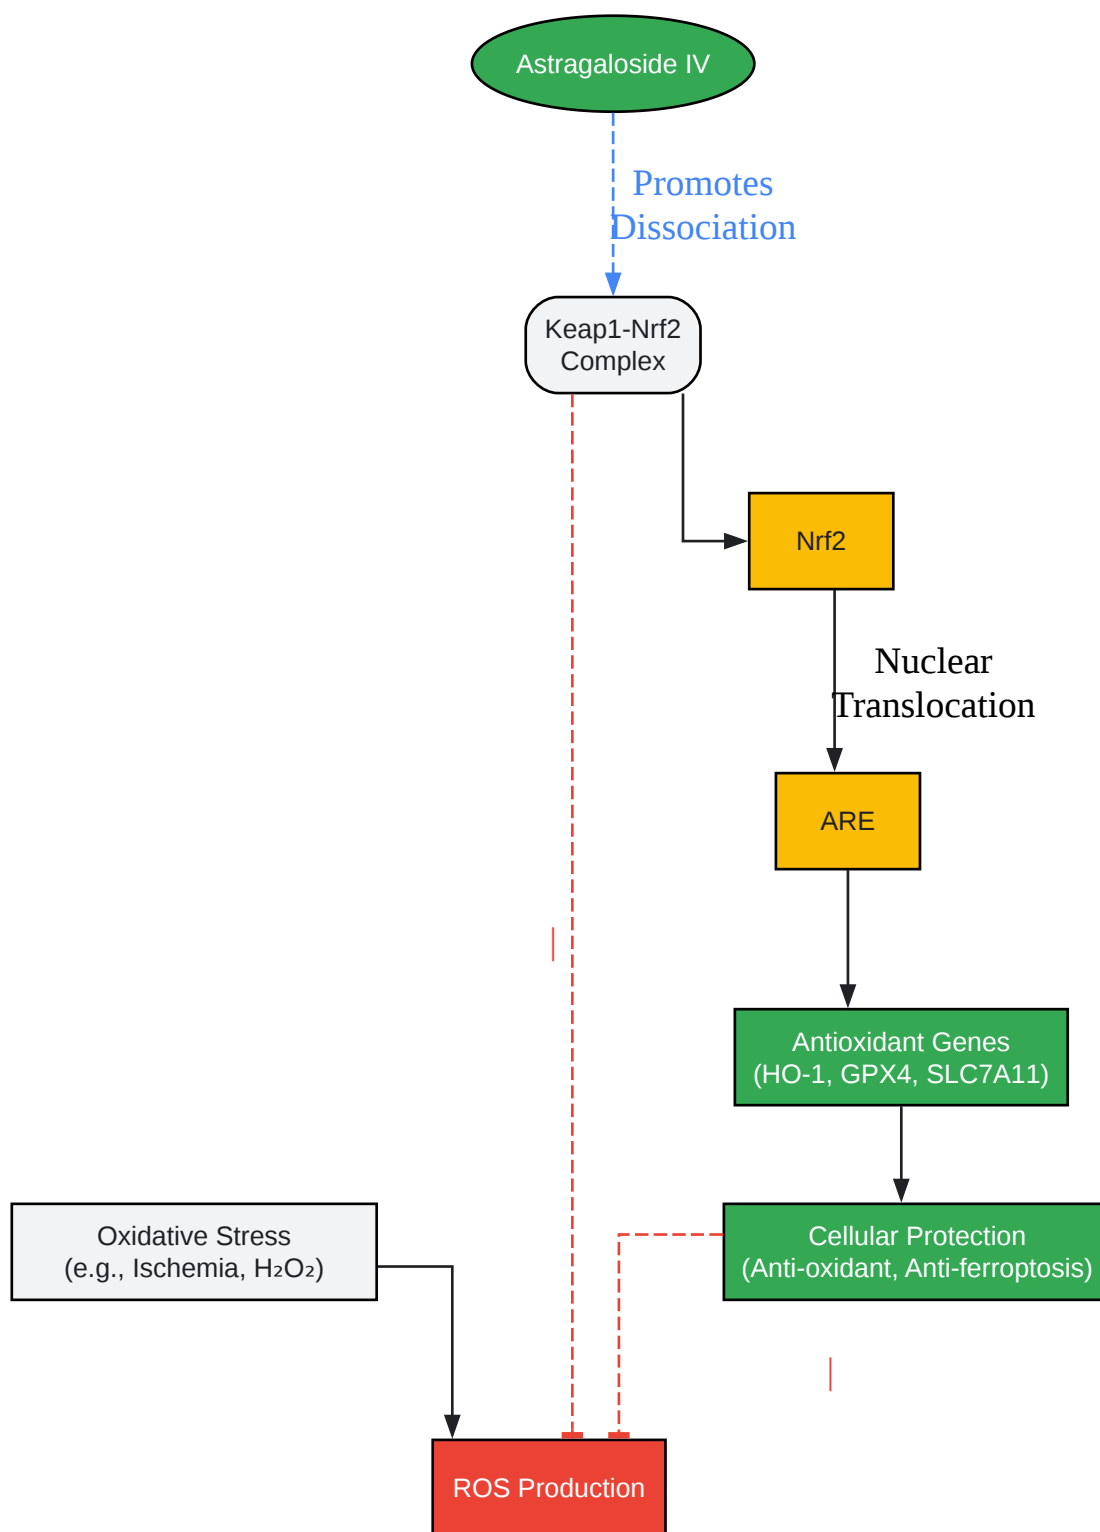 Astragaloside IV
Promotes
Dissociation
Keap1-Nrf2
Complex
Nrf2
Nuclear
Translocation
ARE
Antioxidant Genes
(HO-1, GPX4, SLC7A11)
Oxidative Stress
(e.g., Ischemia, H₂O₂)
Cellular Protection
(Anti-oxidant, Anti-ferroptosis)
ROS Production